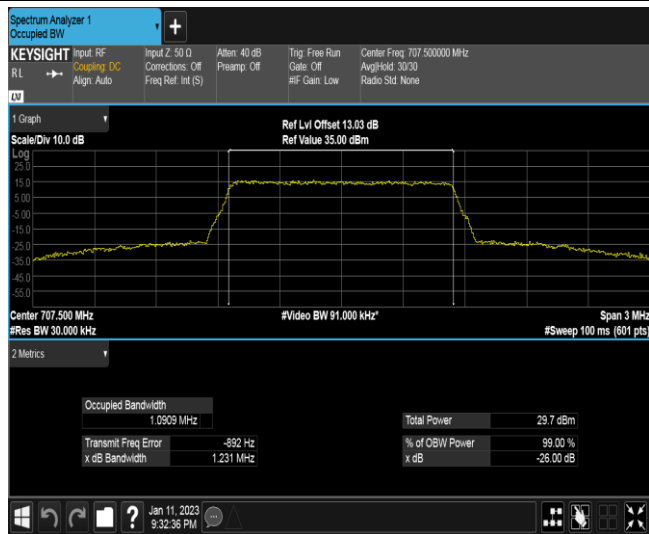 Spectrum Analyzer 1
Occupied BW
+
KEYSIGHT Input: RF Input Z: 50 Ω Atten: 40 dB Trig: Free Run Center Freq: 707.500000 MHz
RL Coupling: DC Corrections: Off Preamp: Off Gate: Off Avg|Hold: 30/30
Align: Auto Freq Ref: Int (S) #IF Gain: Low Radio Std: None
LXI
1 Graph
Ref Lvl Offset 13.03 dB
Scale/Div 10.0 dB Ref Value 35.00 dBm
Log
25.0
15.0
5.00
-5.00
-15.0
-25.0
-35.0
-45.0
-55.0
Center 707.500 MHz #Video BW 91.000 kHz* Span 3 MHz
#Res BW 30.000 kHz #Sweep 100 ms (601 pts)
2 Metrics
Occupied Bandwidth
1.0909 MHz Total Power 29.7 dBm
Transmit Freq Error -892 Hz % of OBW Power 99.00 %
x dB Bandwidth 1.231 MHz x dB -26.00 dB
? Jan 11, 2023
9:32:36 PM